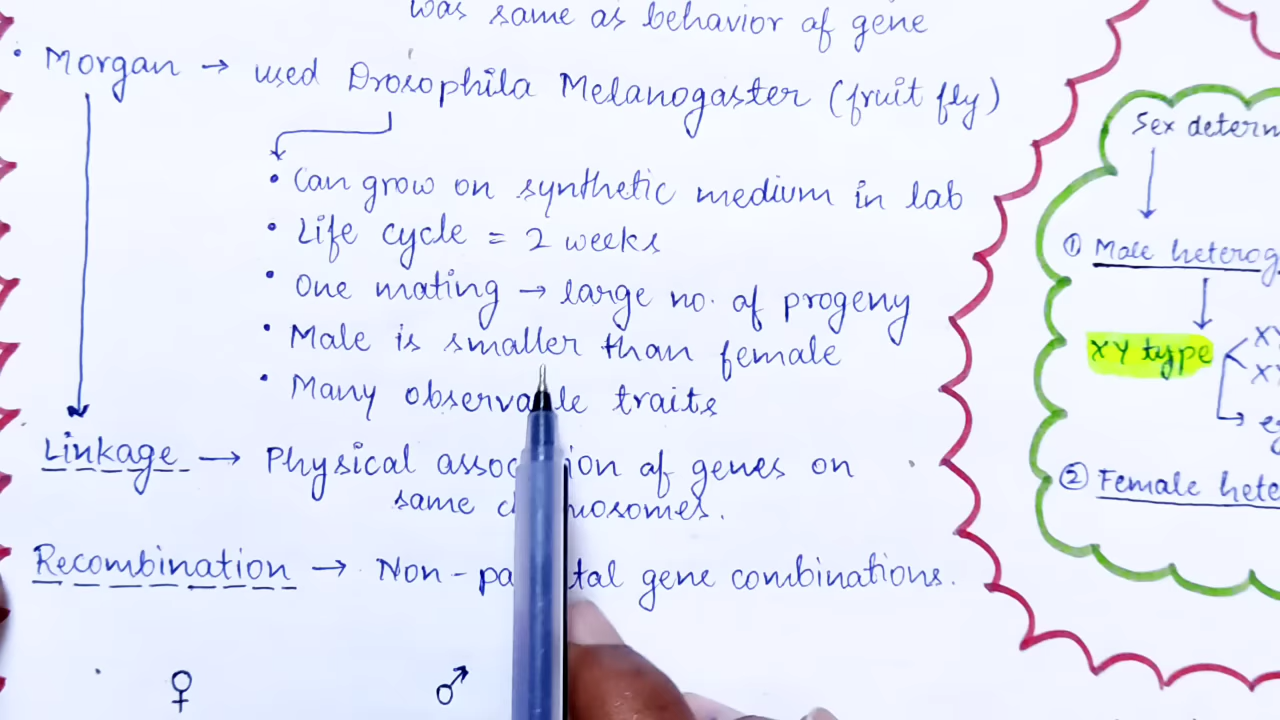 was same as behavior of gene
• Morgan → used Drosophila Melanogaster (fruit fly)
• Can grow on synthetic medium in lab
• Life cycle = 2 weeks
• One mating → large no. of progeny
• Male is smaller than female
• Many observable traits
Linkage → Physical association of genes on
same chromosomes.
Recombination → Non-parental gene combinations.
♀ ♂
Sex determ
① Male heterog
XY type
XY
XY
eg
② Female hete